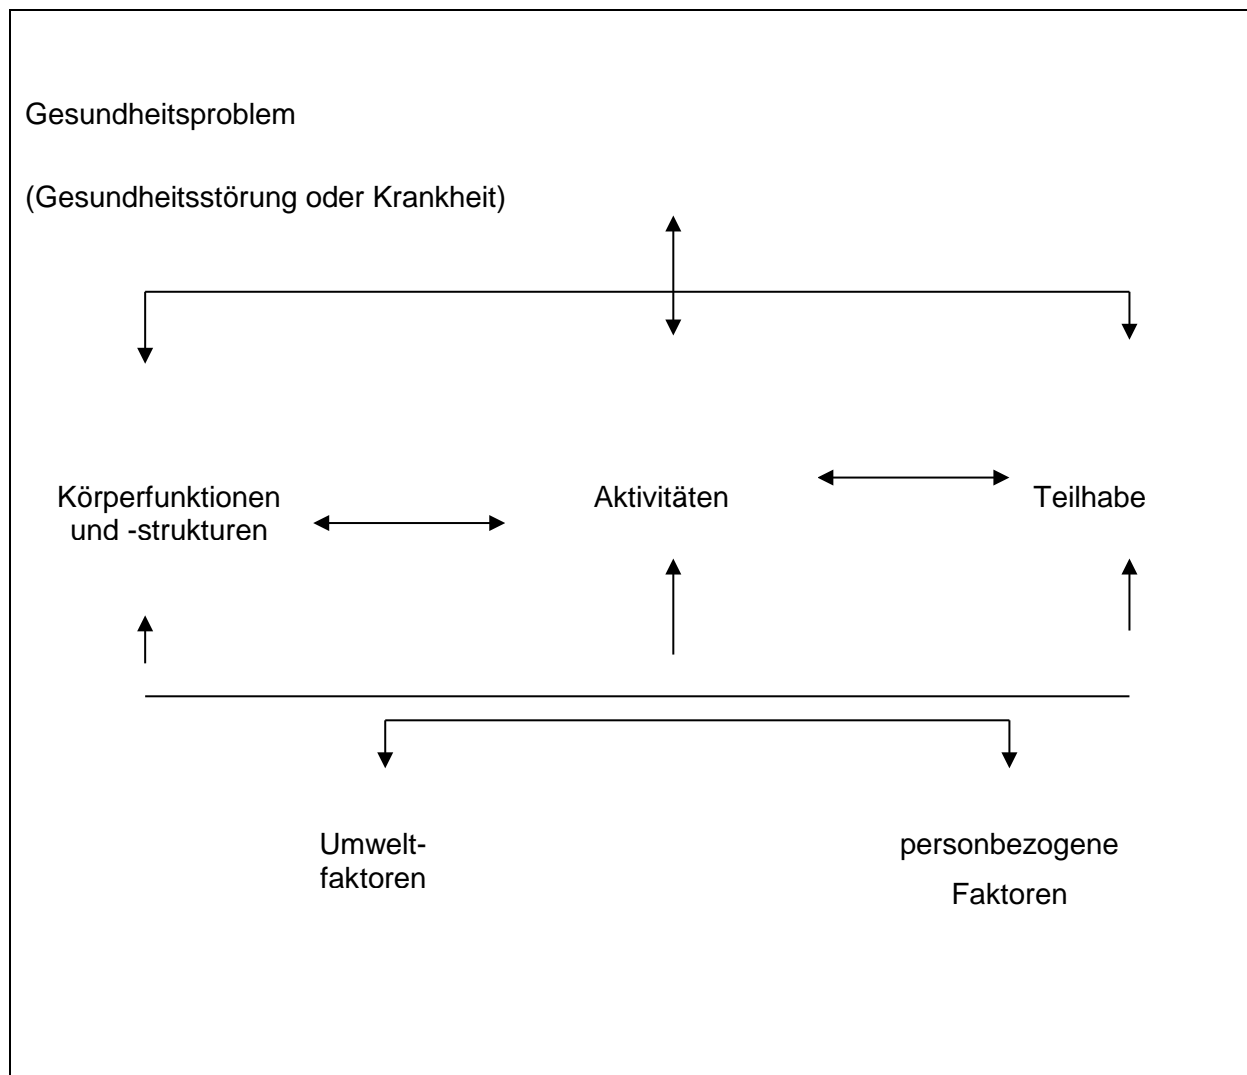 Gesundheitsproblem
(Gesundheitsstörung oder Krankheit)
Körperfunktionen
und -strukturen
Aktivitäten
Teilhabe
Umwelt-
faktoren
personbezogene
Faktoren